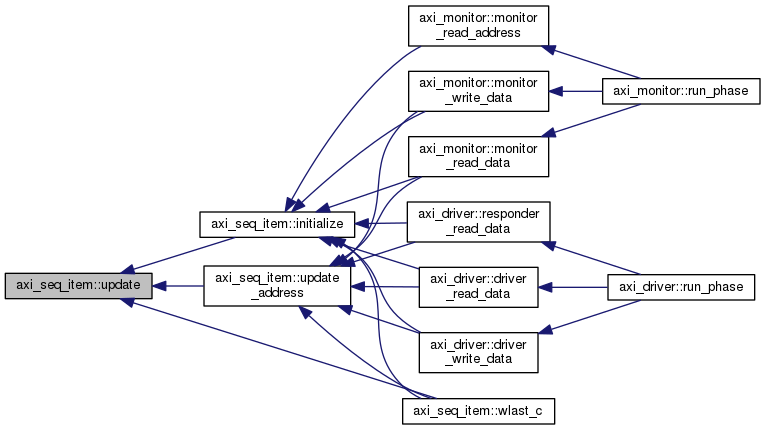 axi_monitor::monitor
_read_address
axi_monitor::monitor
_write_data
axi_monitor::run_phase
axi_monitor::monitor
_read_data
axi_seq_item::initialize
axi_driver::responder
_read_data
axi_seq_item::update
axi_seq_item::update
_address
axi_driver::driver
_read_data
axi_driver::run_phase
axi_driver::driver
_write_data
axi_seq_item::wlast_c